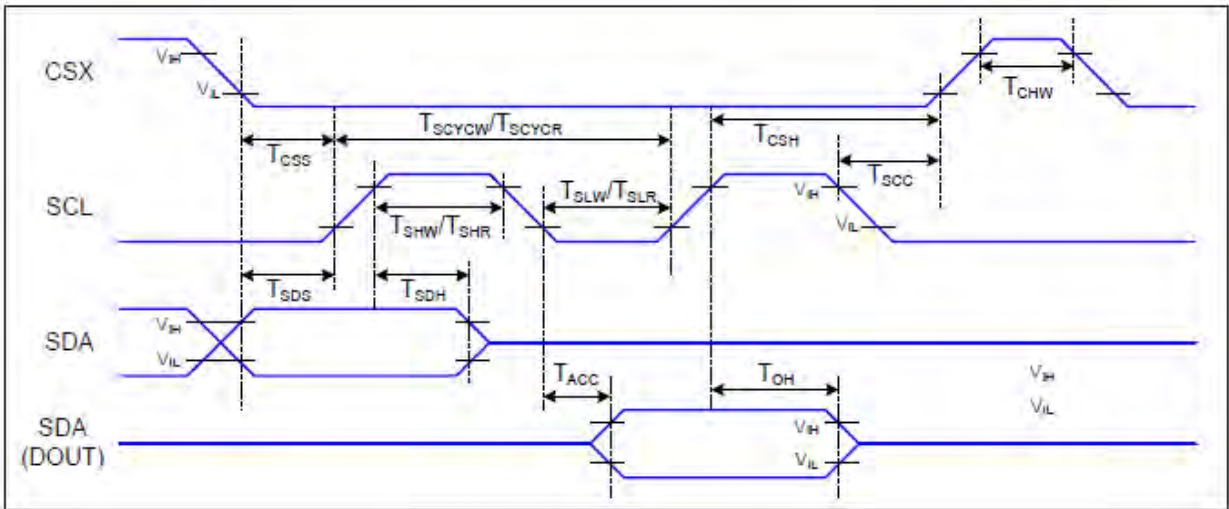 CSX
VIH
VIL
TCHW
TSCYCW/TSCYCR
TCSH
TCSS
TSCC
SCL
TSLW/TSLR
VIH
TSHW/TSHR
VIL
TSDS
TSDH
SDA
VIH
VIL
TACC
TOH
VIH
VIL
SDA
(DOUT)
VIH
VIL